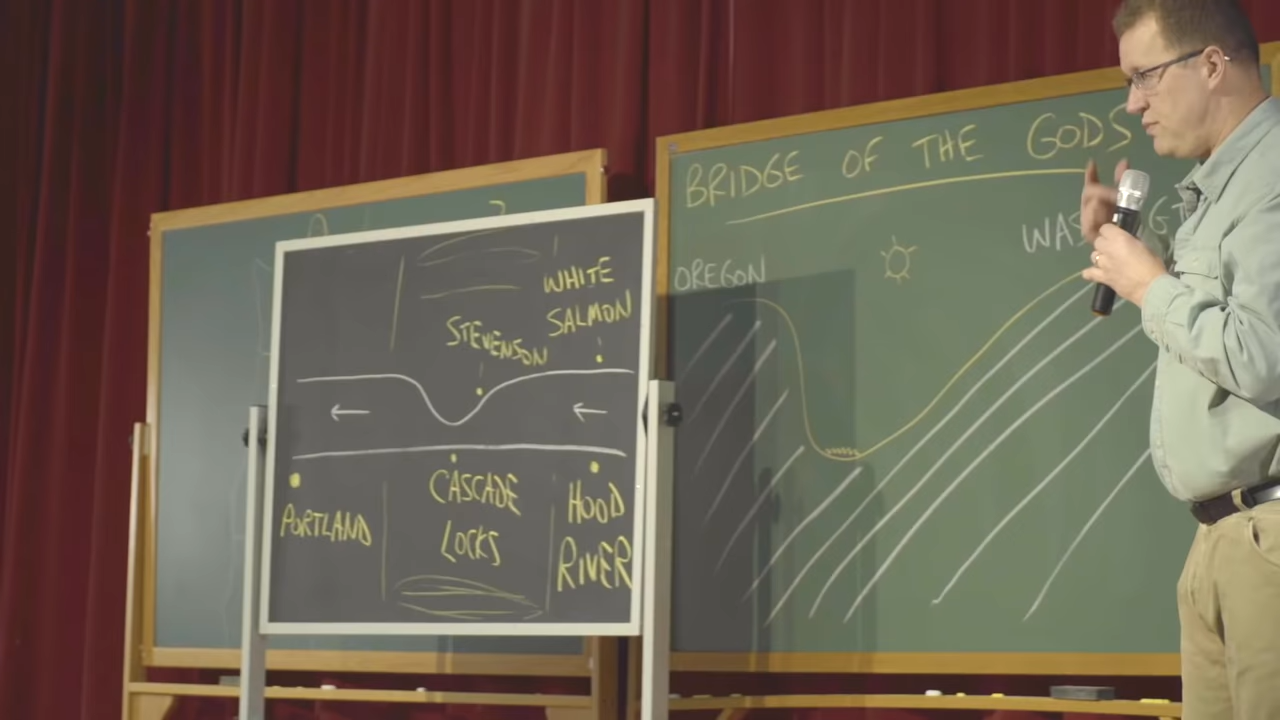 BRIDGE OF THE GODS
OREGON
WHITE
SALMON
STEVENSON
PORTLAND
CASCADE
LOCKS
HOOD
RIVER